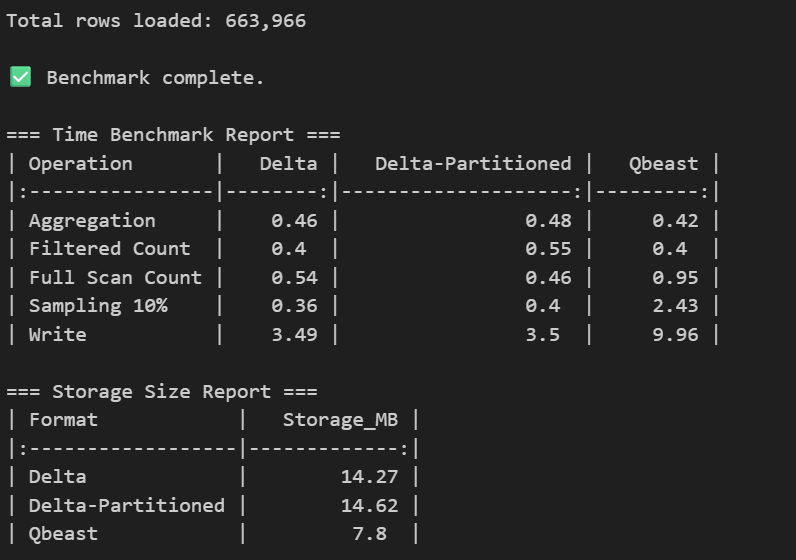 Total rows loaded: 663,966
✅ Benchmark complete.
=== Time Benchmark Report ===
| Operation       |   Delta |   Delta-Partitioned |   Qbeast |
|:----------------|--------:|--------------------:|---------:|
| Aggregation     |    0.46 |                0.48 |     0.42 |
| Filtered Count  |    0.4  |                0.55 |     0.4  |
| Full Scan Count |    0.54 |                0.46 |     0.95 |
| Sampling 10%    |    0.36 |                0.4  |     2.43 |
| Write           |    3.49 |                3.5  |     9.96 |
=== Storage Size Report ===
| Format            |   Storage_MB |
|:------------------|-------------:|
| Delta             |        14.27 |
| Delta-Partitioned |        14.62 |
| Qbeast            |         7.8  |